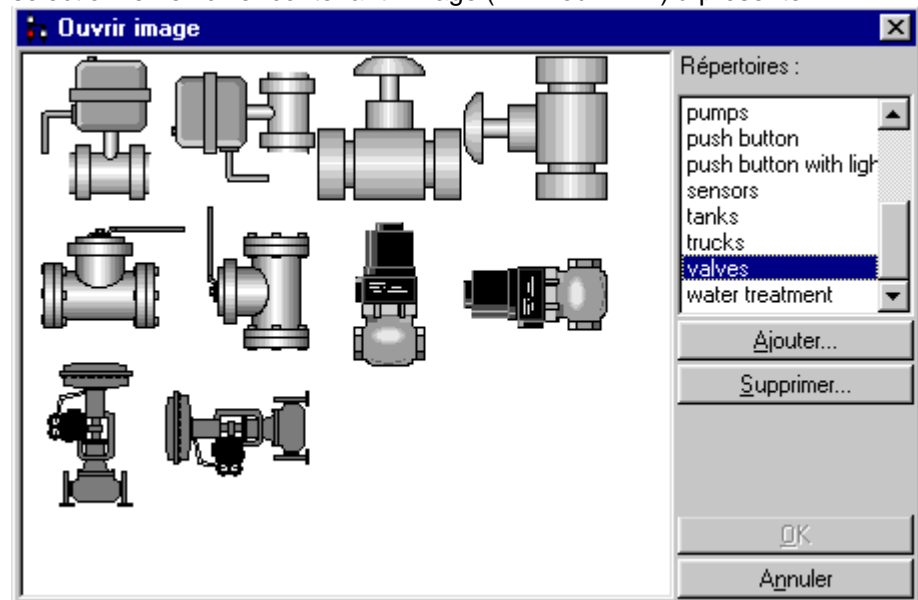 Ouvrir image
Répertoires :
pumps
push button
push button with ligh
sensors
tanks
trucks
valves
water treatment
Ajouter...
Supprimer...
OK
Annuler